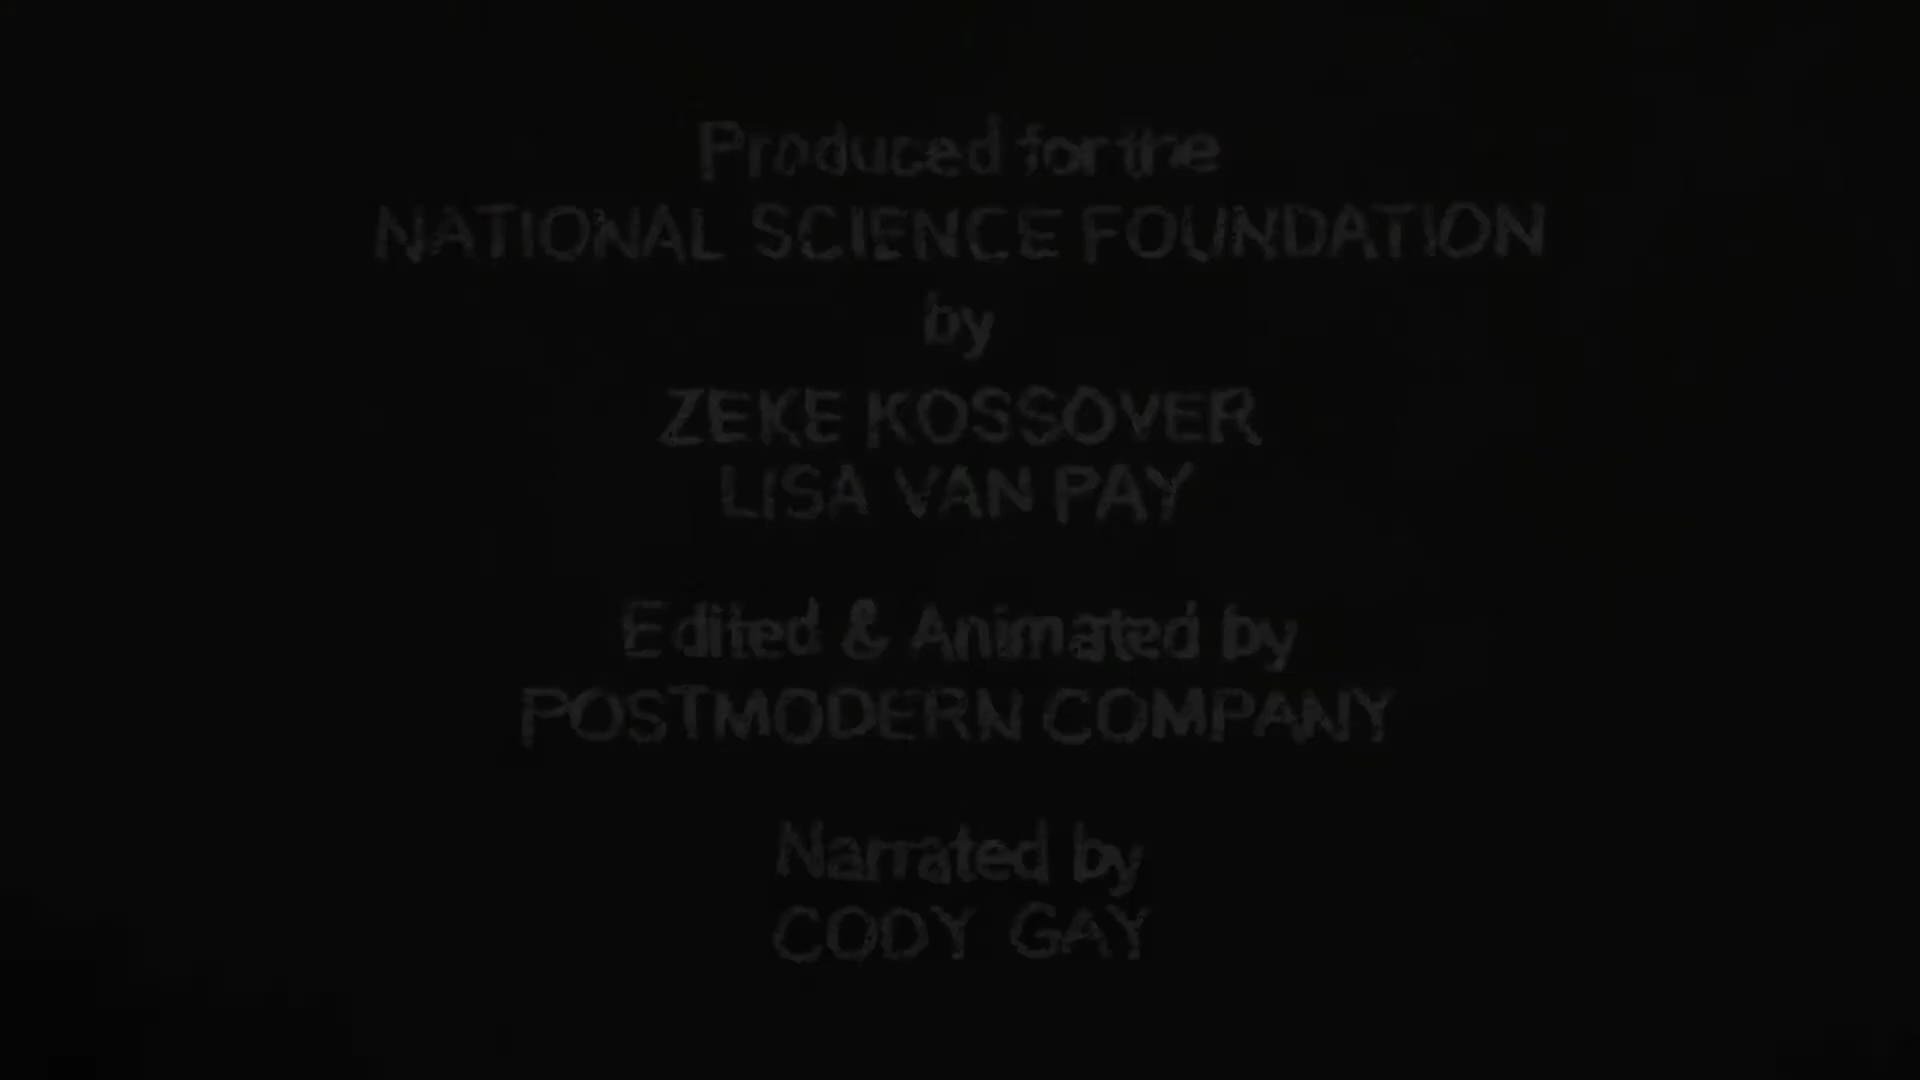 Produced for the
NATIONAL SCIENCE FOUNDATION
by
ZEKE KOSSOVER
LISA VAN PAY
Edited & Animated by
POSTMODERN COMPANY
Narrated by
CODY GAY